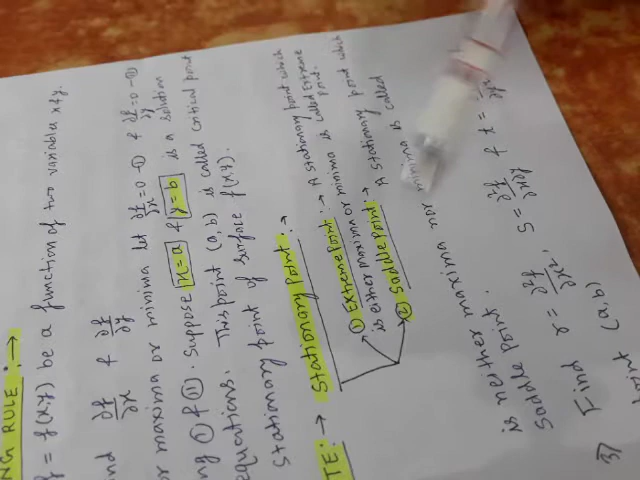 NG RULE :→
z = f(x,y) be a function of two variables x & y.
ind ∂f/∂x & ∂f/∂y
or maxima or minima let ∂f/∂x = 0 -① & ∂f/∂y = 0 -②
ng ① & ②. Suppose x=a & y=b is a solution
equations. This point (a,b) is called critical point
stationary point of surface f(x,y).
TE:→ Stationary Point:→
① Extreme point:→ A stationary point which
is either maxima or minima is called Extreme point.
② Saddle point:→ A stationary point which
is neither maxima nor minima is called
Saddle point.
3) Find r = ∂²f/∂x², s = ∂²f/∂x∂y & t = ∂²f/∂y²
point (a,b)